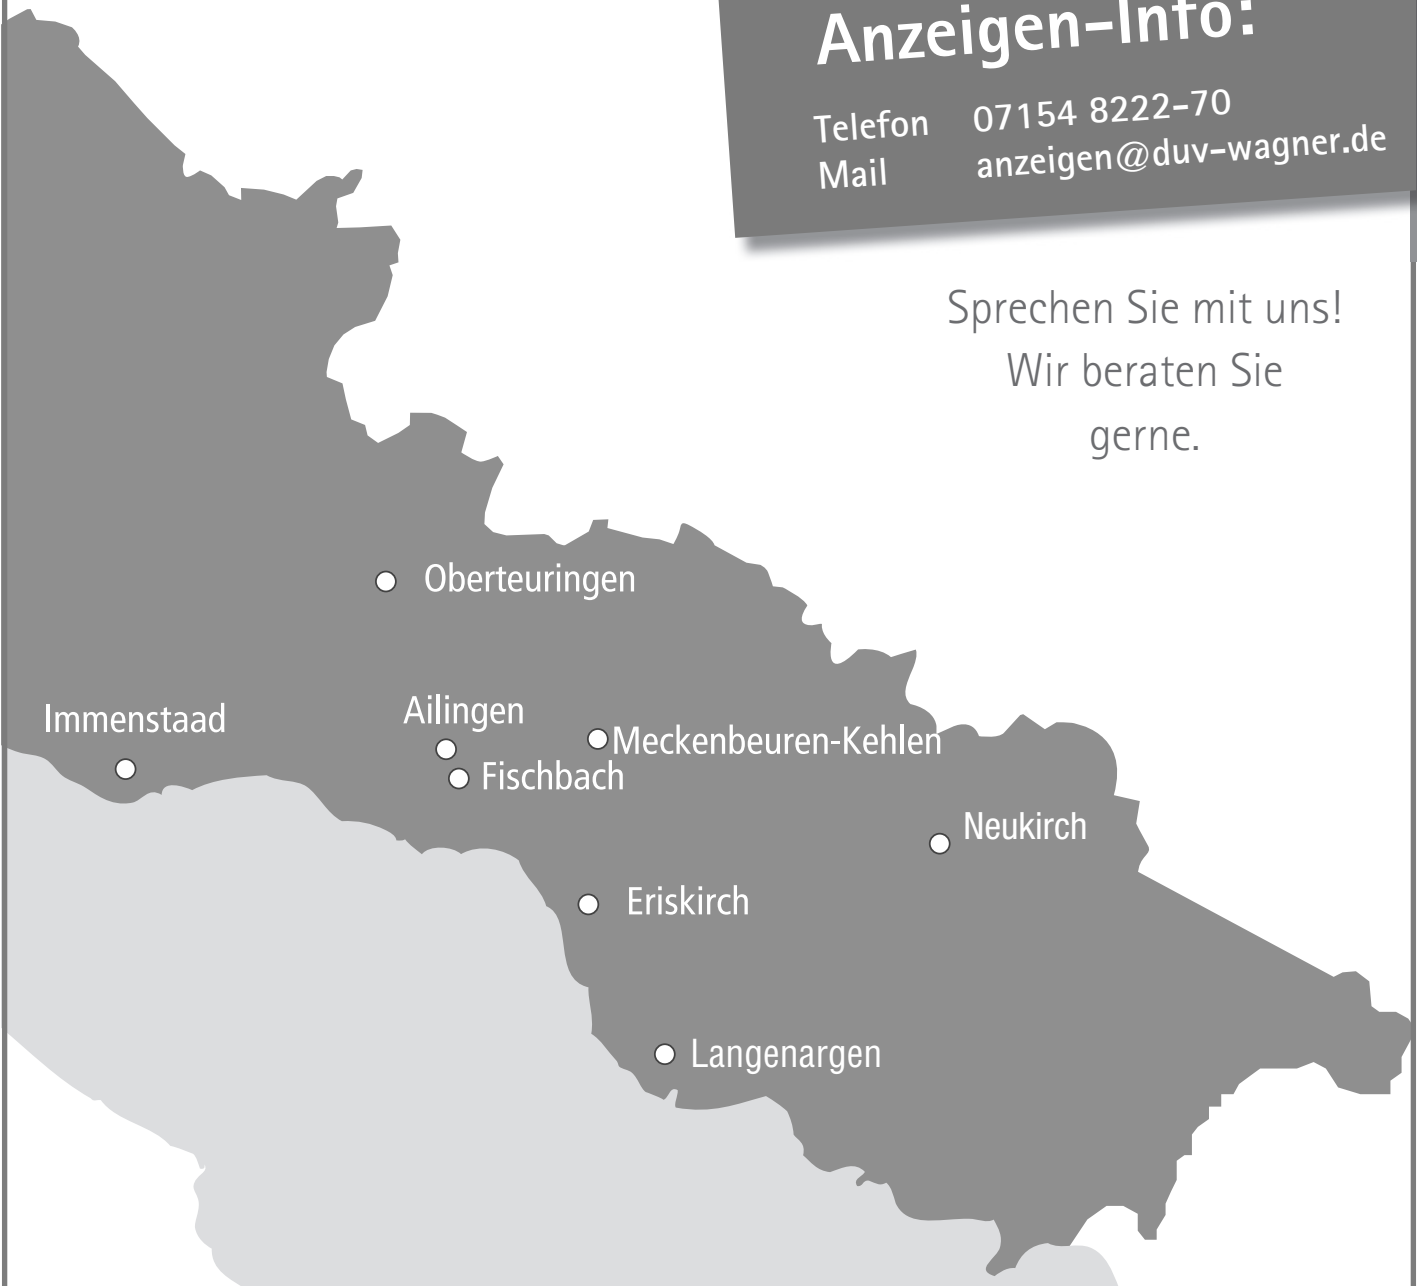 Anzeigen-Info:
Telefon 07154 8222-70
Mail anzeigen@duv-wagner.de
Sprechen Sie mit uns!
Wir beraten Sie
gerne.
Oberteuringen
Immenstaad
Ailingen
Meckenbeuren-Kehlen
Fischbach
Neukirch
Eriskirch
Langenargen